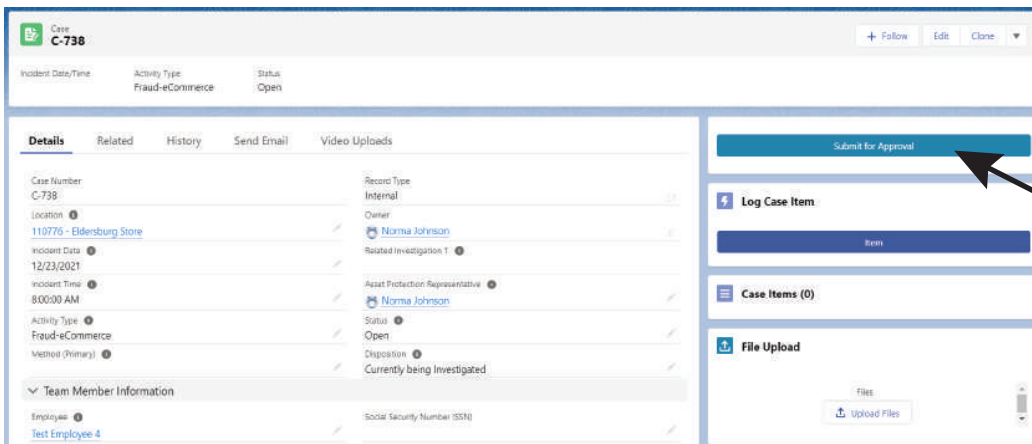 Case
C-738
+ Follow
Edit
Clone
Incident Date/Time
Activity Type
Status
Fraud-eCommerce
Open
Details
Related
History
Send Email
Video Uploads
Case Number
C-738
Record Type
Internal
Location
110776 - Eldersburg Store
Owner
Norma Johnson
Incident Data
12/23/2021
Related Investigation 1
Incident Time
8:00:00 AM
Asset Protection Representative
Norma Johnson
Activity Type
Fraud-eCommerce
Status
Open
Method (Primary)
Disposition
Currently being Investigated
Team Member Information
Employee
Test Employee 4
Social Security Number (SSN)
Submit for Approval
Log Case Item
Item
Case Items (0)
File Upload
Files
Upload Files